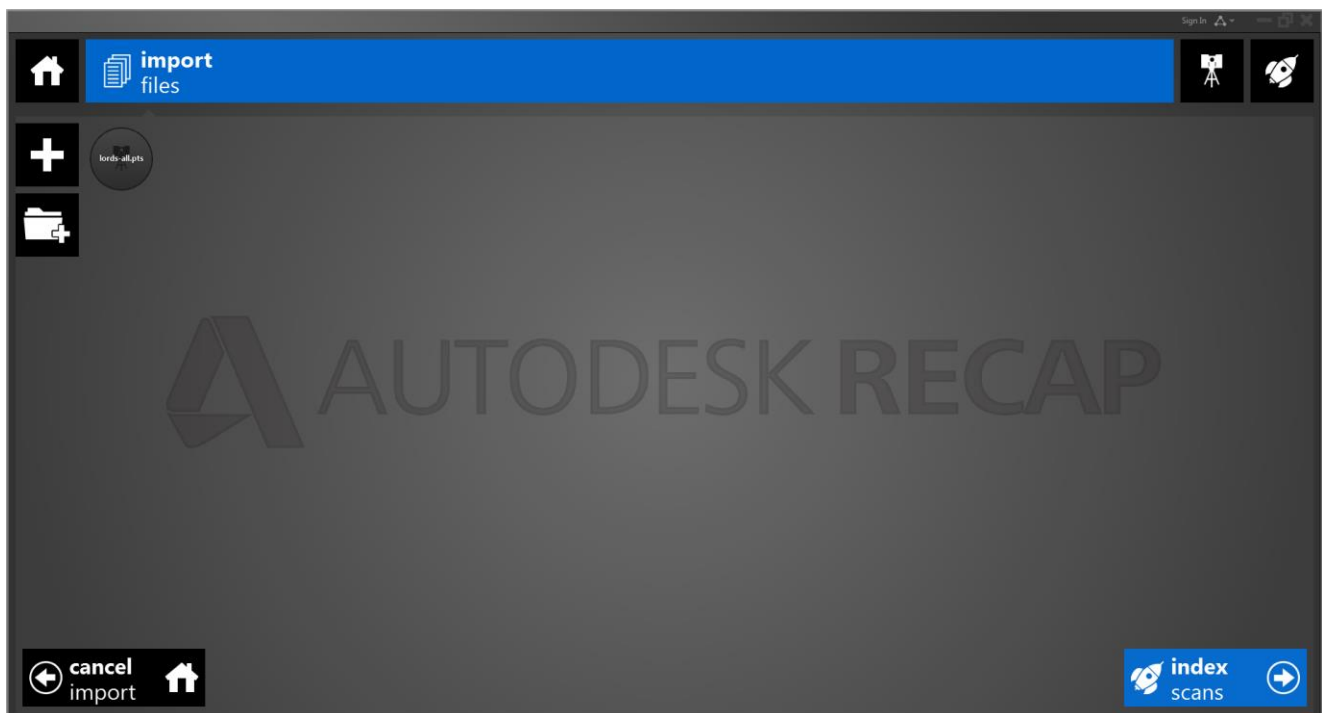 Sign In
import
files
lords-all.pts
AUTODESK RECAP
cancel
import
index
scans